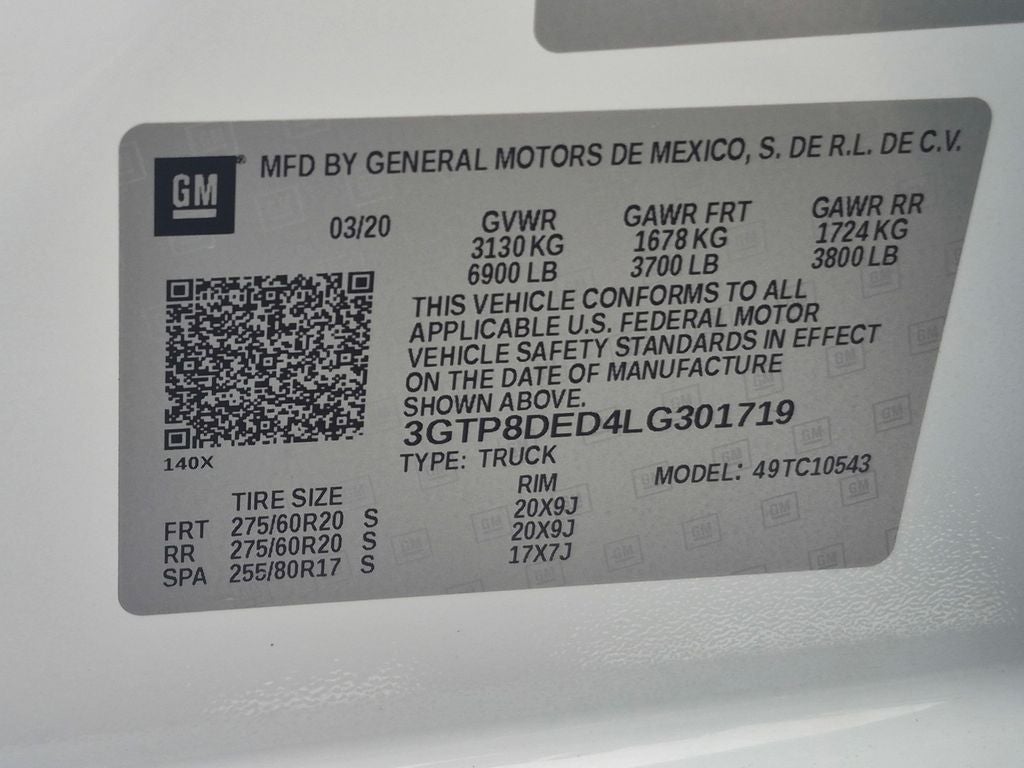 GM ® MFD BY GENERAL MOTORS DE MEXICO, S. DE R.L. DE C.V.
03/20 GVWR GAWR FRT GAWR RR
3130 KG 1678 KG 1724 KG
6900 LB 3700 LB 3800 LB
THIS VEHICLE CONFORMS TO ALL
APPLICABLE U.S. FEDERAL MOTOR
VEHICLE SAFETY STANDARDS IN EFFECT
ON THE DATE OF MANUFACTURE
SHOWN ABOVE.
3GTP8DED4LG301719
140X
TYPE: TRUCK MODEL: 49TC10543
TIRE SIZE RIM
FRT 275/60R20 S 20X9J
RR 275/60R20 S 20X9J
SPA 255/80R17 S 17X7J